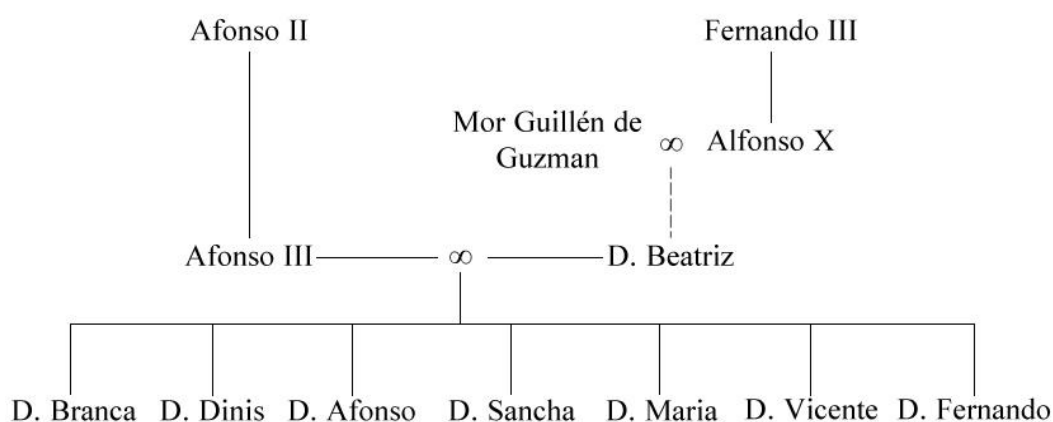 Afonso II
Fernando III
Mor Guillén de
Guzman
∞
Alfonso X
Afonso III
∞
D. Beatriz
D. Branca
D. Dinis
D. Afonso
D. Sancha
D. Maria
D. Vicente
D. Fernando